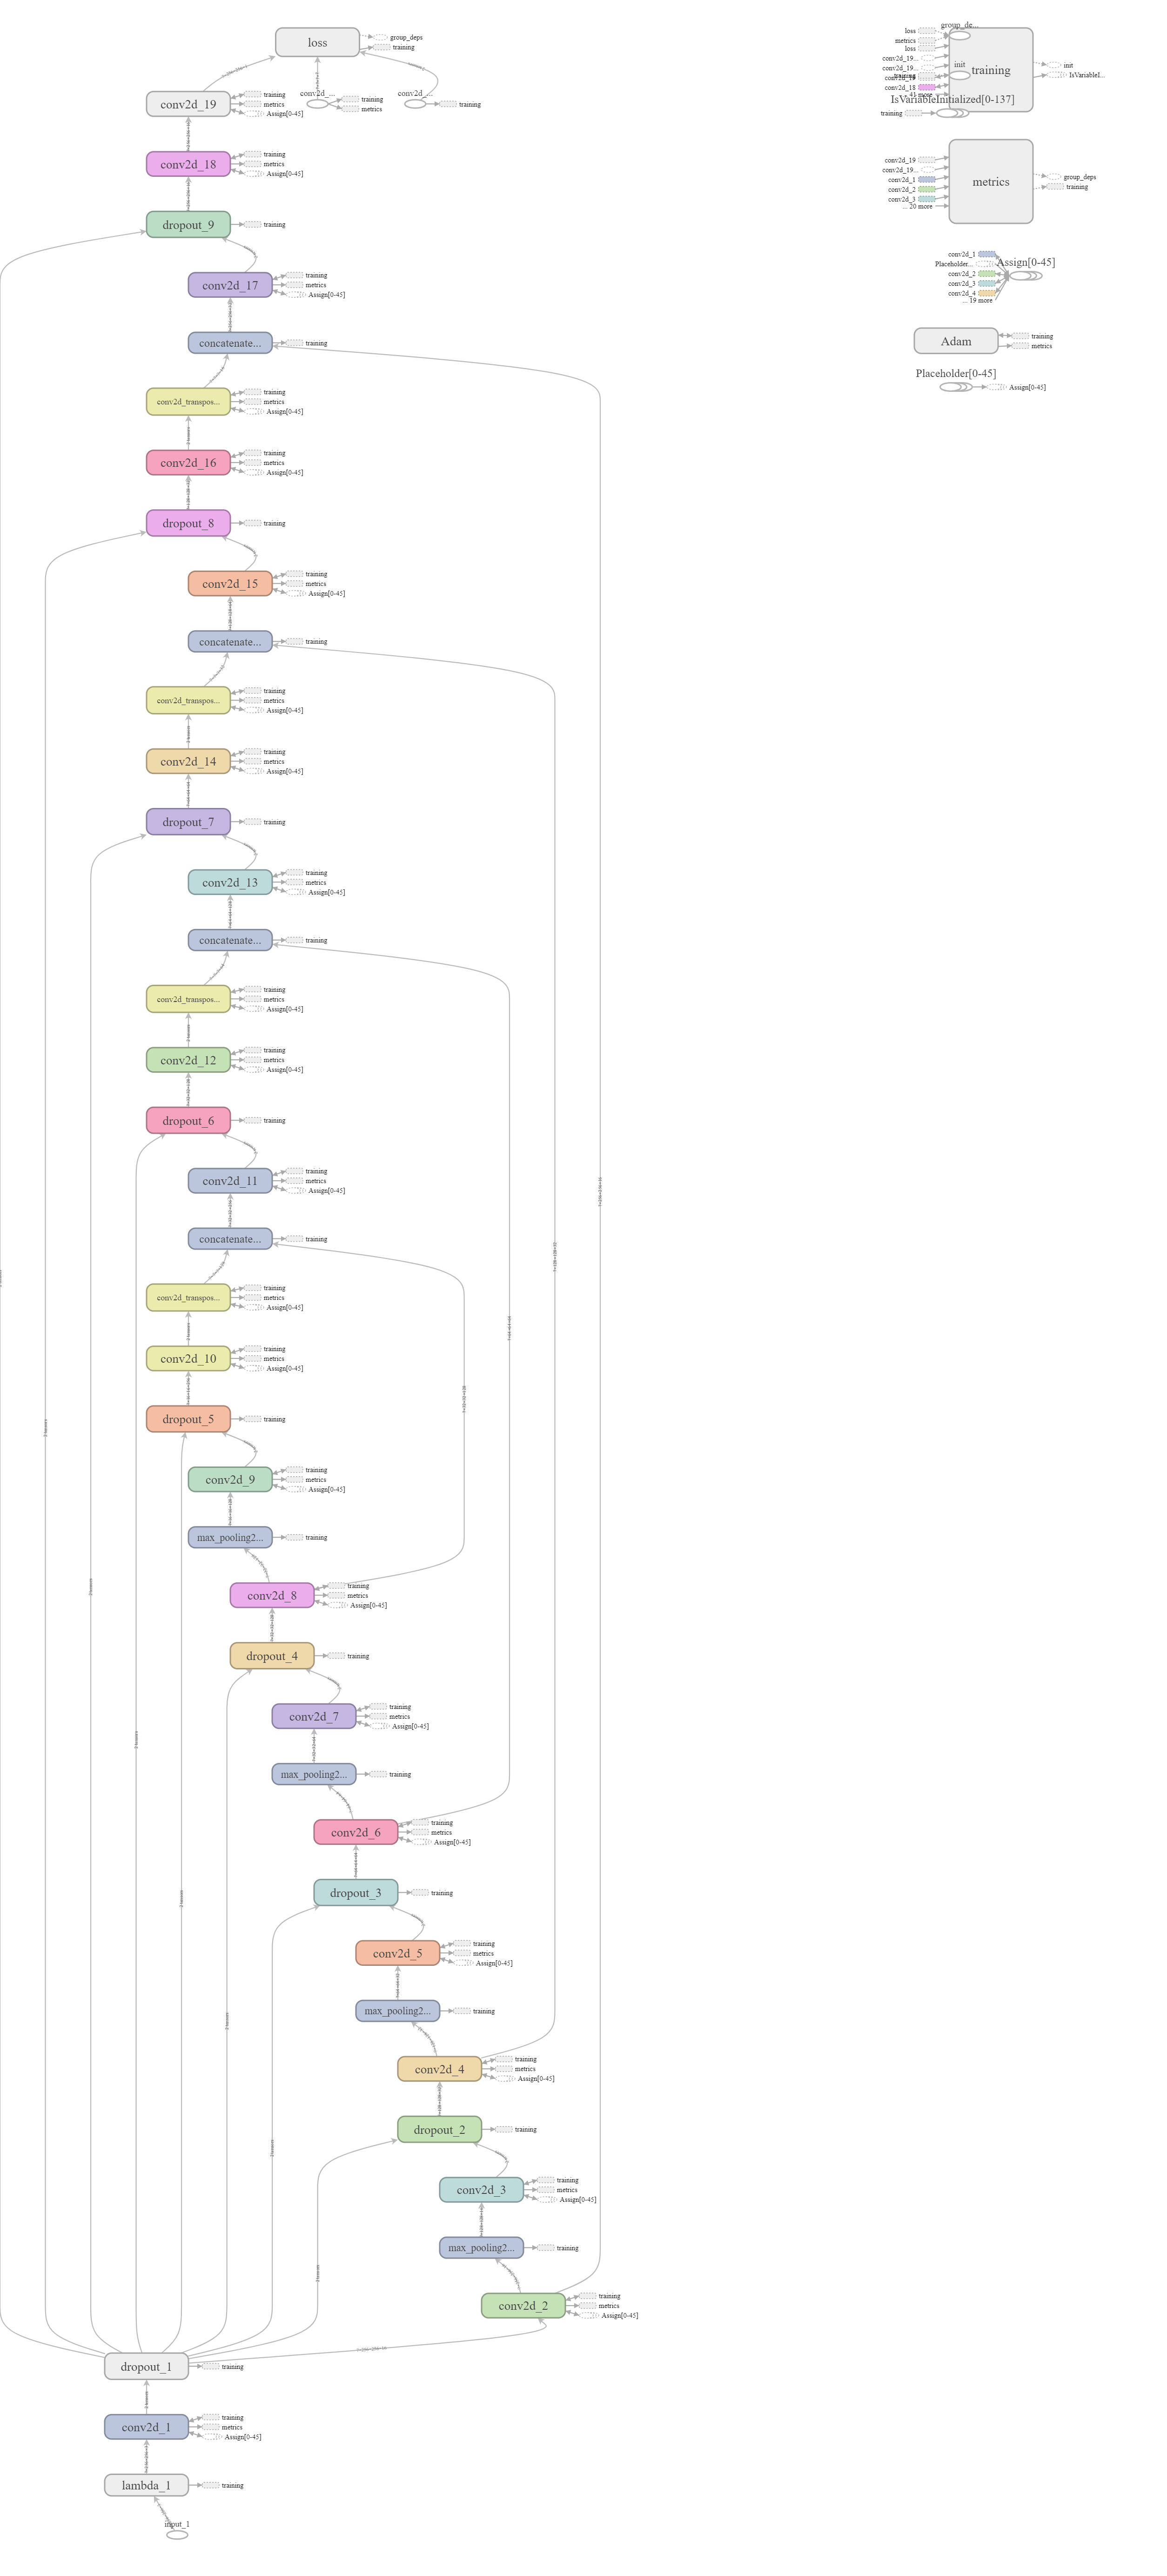 loss
group_deps
training
conv2d_19
training
metrics
Assign[0-45]
conv2d_...
training
metrics
conv2d_...
training
conv2d_18
training
metrics
Assign[0-45]
dropout_9
training
conv2d_17
training
metrics
Assign[0-45]
concatenate...
training
conv2d_transpos...
training
metrics
Assign[0-45]
conv2d_16
training
metrics
Assign[0-45]
dropout_8
training
conv2d_15
training
metrics
Assign[0-45]
concatenate...
training
conv2d_transpos...
training
metrics
Assign[0-45]
conv2d_14
training
metrics
Assign[0-45]
dropout_7
training
conv2d_13
training
metrics
Assign[0-45]
concatenate...
training
conv2d_transpos...
training
metrics
Assign[0-45]
conv2d_12
training
metrics
Assign[0-45]
dropout_6
training
conv2d_11
training
metrics
Assign[0-45]
concatenate...
training
conv2d_transpos...
training
metrics
Assign[0-45]
conv2d_10
training
metrics
Assign[0-45]
dropout_5
training
conv2d_9
training
metrics
Assign[0-45]
max_pooling2...
training
conv2d_8
training
metrics
Assign[0-45]
dropout_4
training
conv2d_7
training
metrics
Assign[0-45]
max_pooling2...
training
conv2d_6
training
metrics
Assign[0-45]
dropout_3
training
conv2d_5
training
metrics
Assign[0-45]
max_pooling2...
training
conv2d_4
training
metrics
Assign[0-45]
dropout_2
training
conv2d_3
training
metrics
Assign[0-45]
max_pooling2...
training
conv2d_2
training
metrics
Assign[0-45]
dropout_1
training
conv2d_1
training
metrics
Assign[0-45]
lambda_1
training
input_1
group_de...
loss
metrics
loss
conv2d_19...
conv2d_19...
training
conv2d_18
init
training
init
IsVariableI...
IsVariableInitialized[0-137]
training
metrics
conv2d_19
conv2d_19...
conv2d_1
conv2d_2
conv2d_3
... 20 more
group_deps
training
Assign[0-45]
conv2d_1
Placeholder...
conv2d_2
conv2d_3
conv2d_4
... 19 more
Adam
training
metrics
Placeholder[0-45]
Assign[0-45]